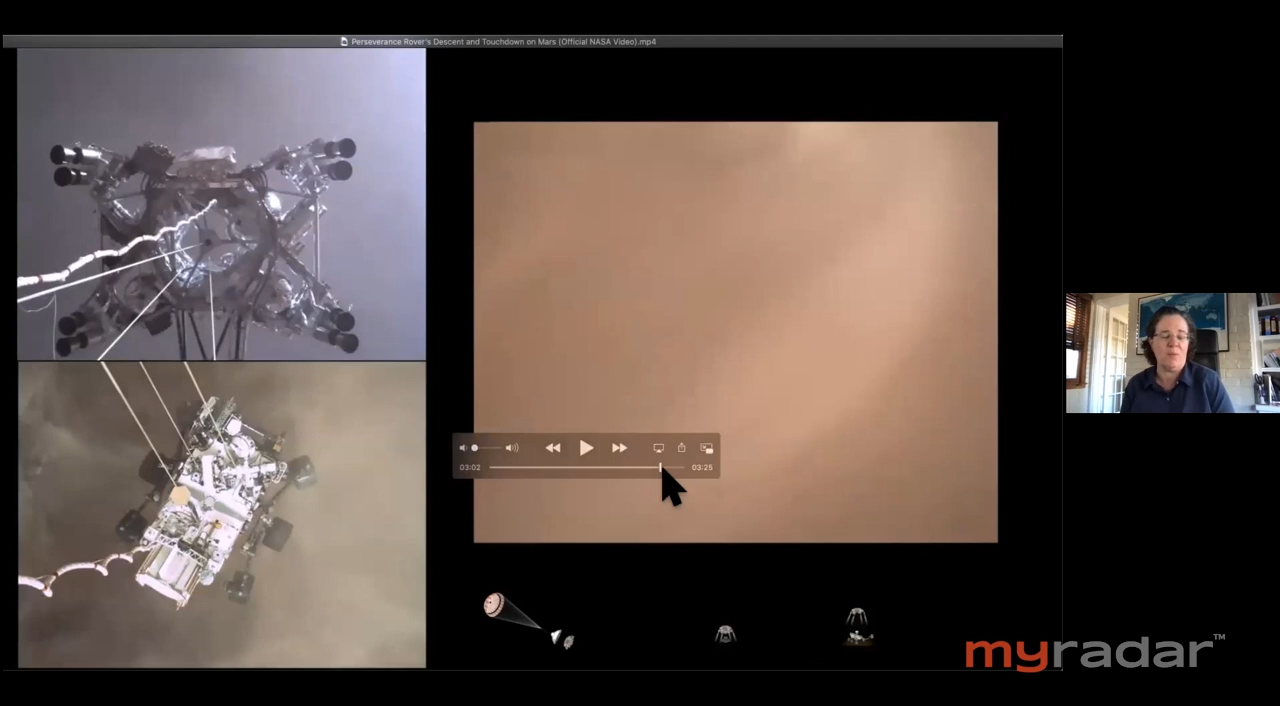 Perseverance Rover's Descent and Touchdown on Mars (Official NASA Video).mp4
03:02
03:25
myradar™